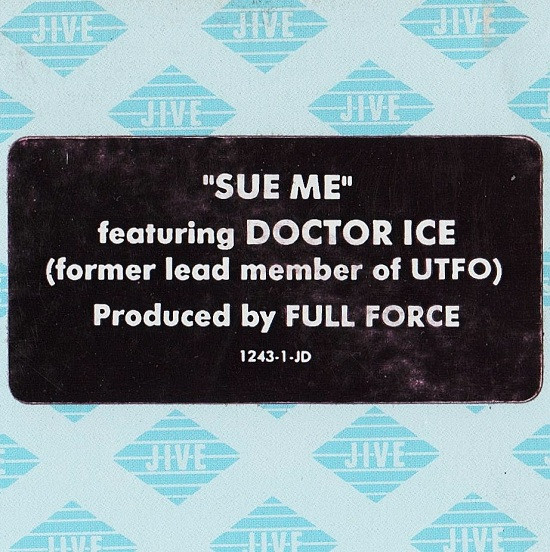 JIVE JIVE JIVE
JIVE JIVE
"SUE ME"
featuring DOCTOR ICE
(former lead member of UTFO)
Produced by FULL FORCE
1243-1-JD
JIVE JIVE
JIVE JIVE JIVE